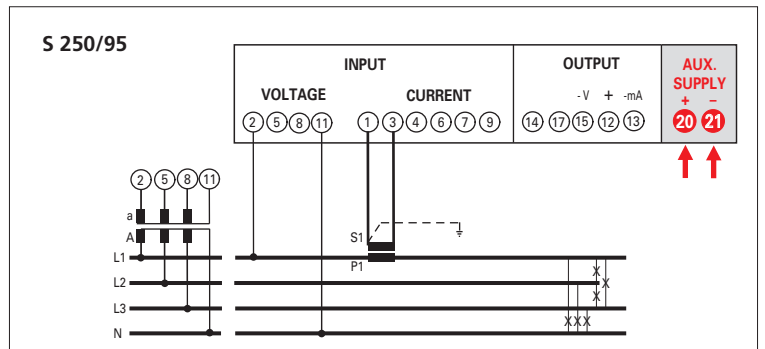 S 250/95
INPUT
OUTPUT
AUX.
SUPPLY
VOLTAGE
CURRENT
- V + -mA
+ −
2 5 8 11
1 3 4 6 7 9
14 17 15 12 13
20 21
2 5 8 11
a
A
S1
P1
L1
L2
L3
N
X
X
X
XXX